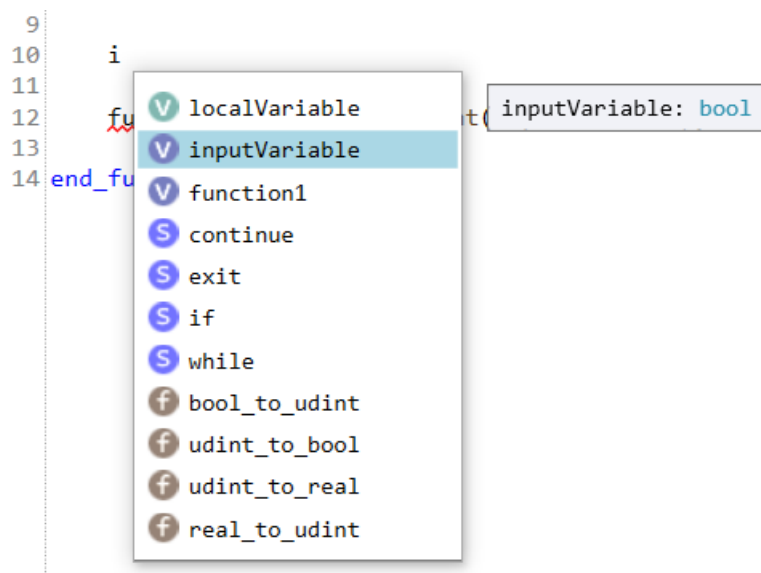 9
10 i
11
12 fu t(
13
14 end_fu
V localVariable
V inputVariable
V function1
S continue
S exit
S if
S while
f bool_to_udint
f udint_to_bool
f udint_to_real
f real_to_udint
inputVariable: bool